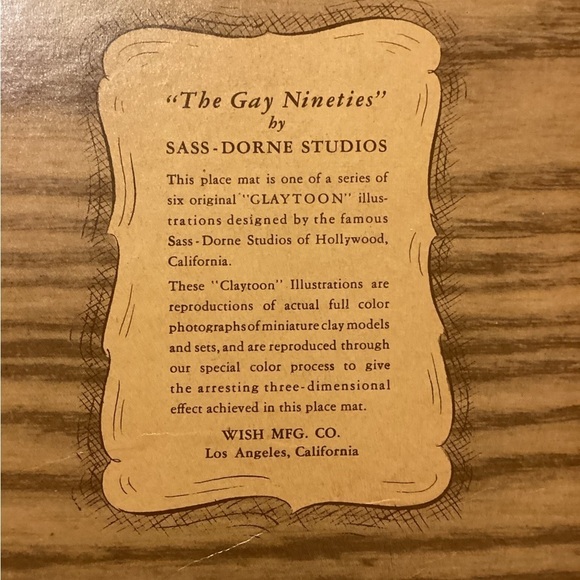 "The Gay Nineties"
by
SASS-DORNE STUDIOS
This place mat is one of a series of
six original "GLAYTOON" illus-
trations designed by the famous
Sass-Dorne Studios of Hollywood,
California.
These "Claytoon" Illustrations are
reproductions of actual full color
photographs of miniature clay models
and sets, and are reproduced through
our special color process to give
the arresting three-dimensional
effect achieved in this place mat.
WISH MFG. CO.
Los Angeles, California